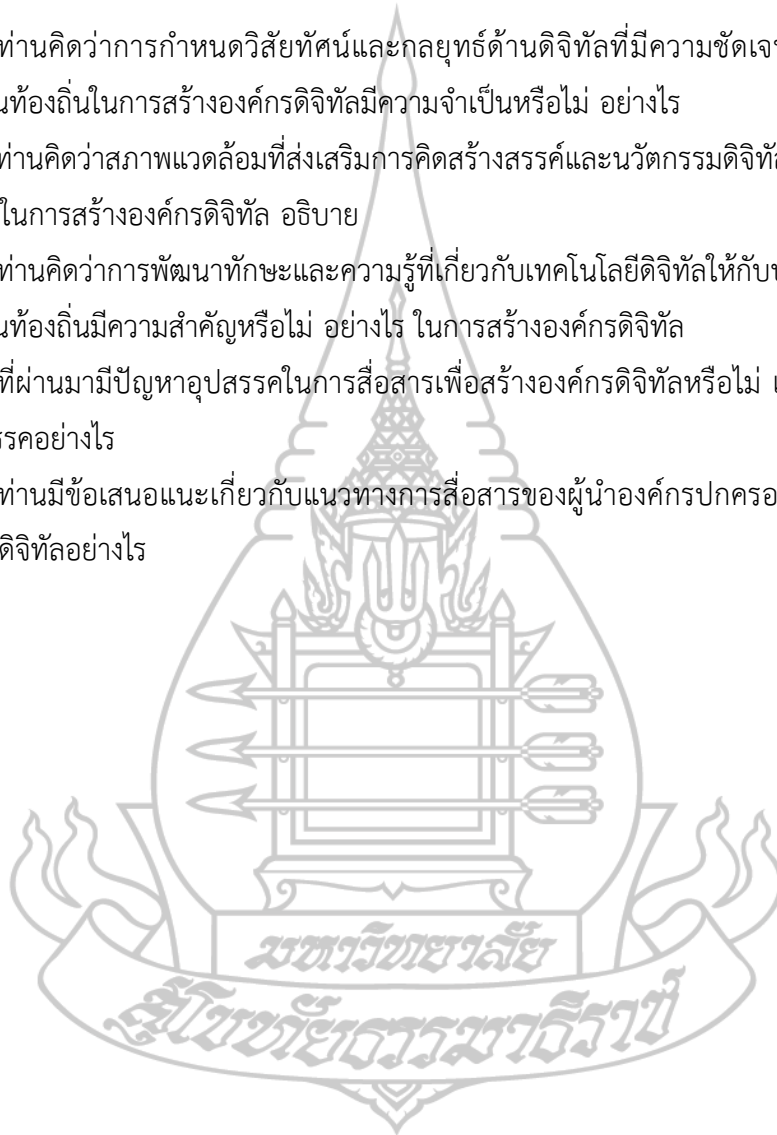 ท่านคิดว่าการกำหนดวิสัยทัศน์และกลยุทธ์ด้านดิจิทัลที่มีความชัดเจ
นท้องถิ่นในการสร้างองค์กรดิจิทัลมีความจำเป็นหรือไม่ อย่างไร
ท่านคิดว่าสภาพแวดล้อมที่ส่งเสริมการคิดสร้างสรรค์และนวัตกรรมดิจิทั
ในการสร้างองค์กรดิจิทัล อธิบาย
ท่านคิดว่าการพัฒนาทักษะและความรู้ที่เกี่ยวกับเทคโนโลยีดิจิทัลให้กับ
นท้องถิ่นมีความสำคัญหรือไม่ อย่างไร ในการสร้างองค์กรดิจิทัล
ที่ผ่านมามีปัญหาอุปสรรคในการสื่อสารเพื่อสร้างองค์กรดิจิทัลหรือไม่
รรคอย่างไร
ท่านมีข้อเสนอแนะเกี่ยวกับแนวทางการสื่อสารของผู้นำองค์กรปกครอ
ดิจิทัลอย่างไร
มหาวิทยาลัย
สุโขทัยธรรมาธิราช